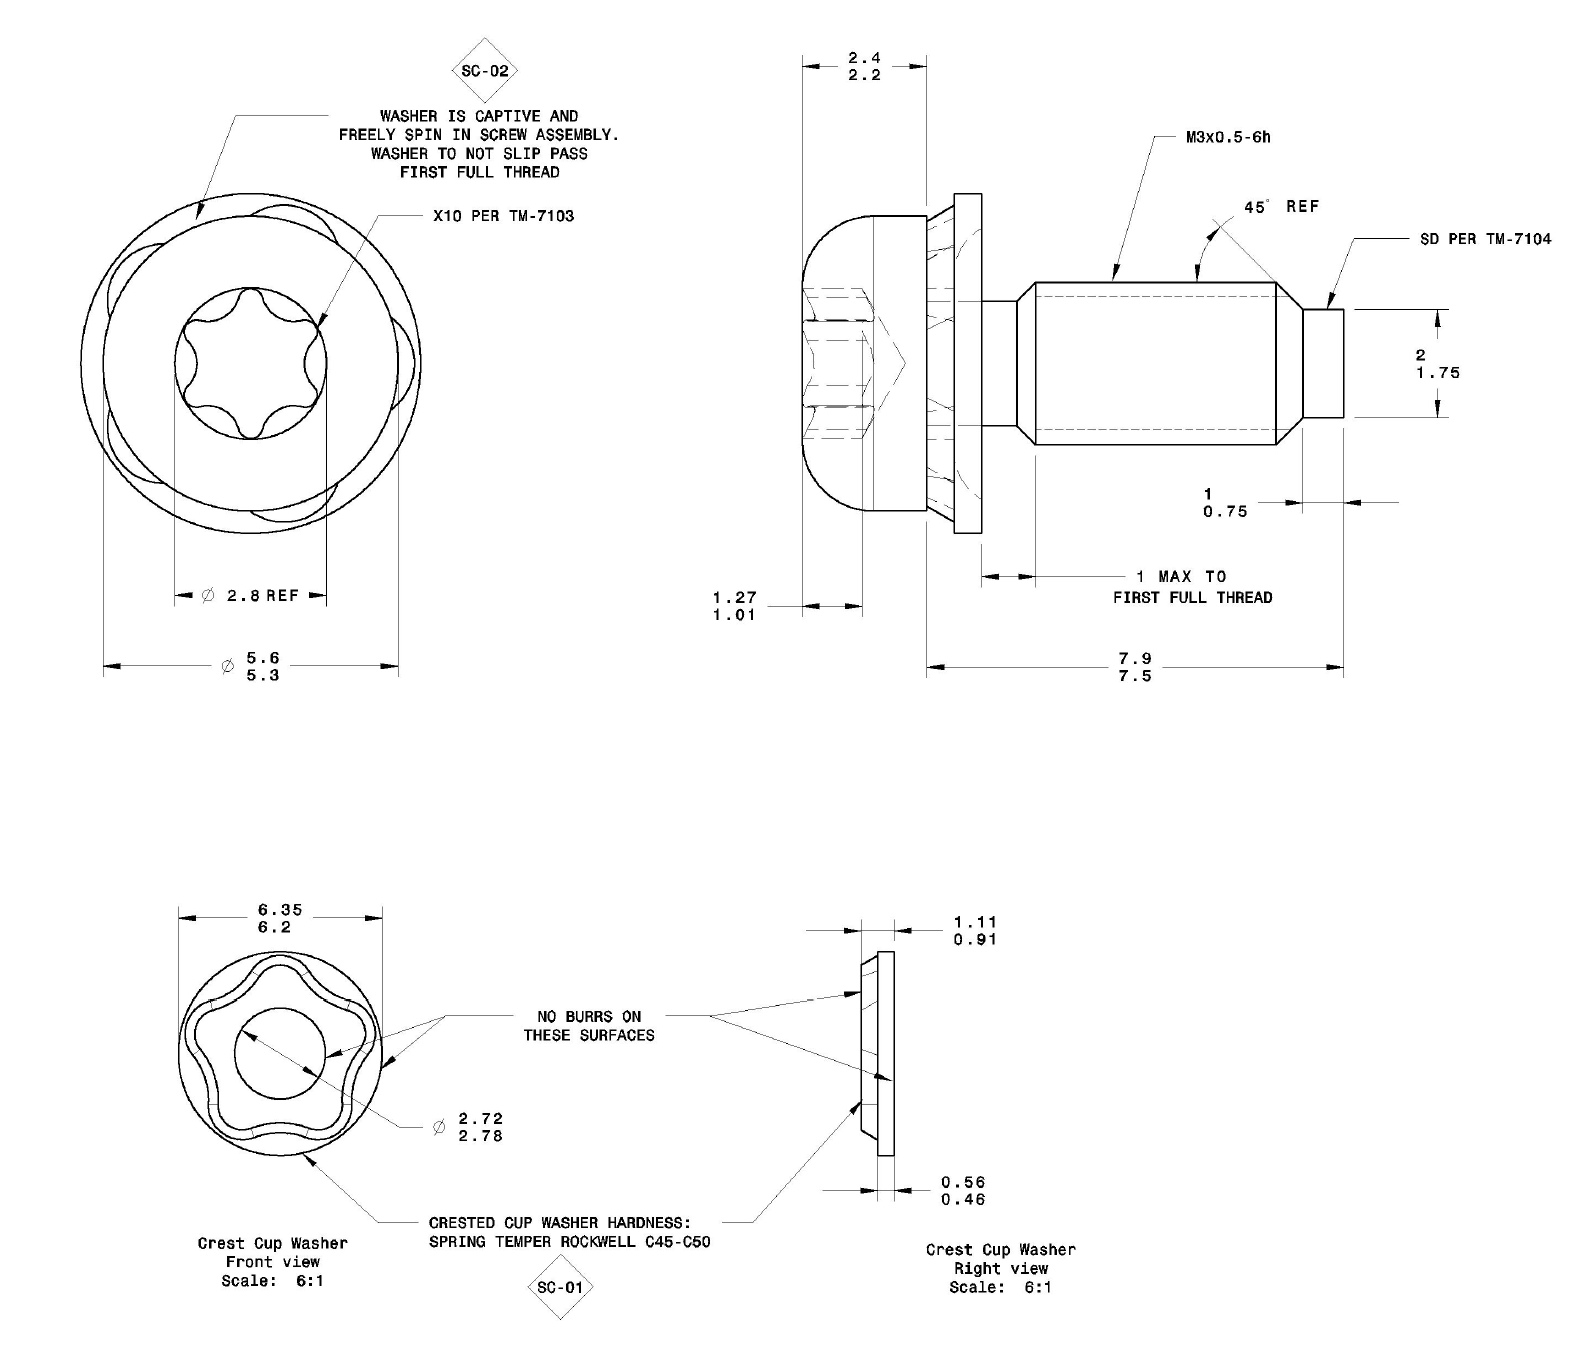 SC-02
WASHER IS CAPTIVE AND
FREELY SPIN IN SCREW ASSEMBLY.
WASHER TO NOT SLIP PASS
FIRST FULL THREAD
X10 PER TM-7103
∅ 2.8 REF
∅ 5.6
5.3
2.4
2.2
M3x0.5-6h
45° REF
SD PER TM-7104
2
1.75
1
0.75
1 MAX TO
FIRST FULL THREAD
1.27
1.01
7.9
7.5
6.35
6.2
1.11
0.91
NO BURRS ON
THESE SURFACES
∅ 2.72
2.78
0.56
0.46
CRESTED CUP WASHER HARDNESS:
SPRING TEMPER ROCKWELL C45-C50
SC-01
Crest Cup Washer
Front view
Scale: 6:1
Crest Cup Washer
Right view
Scale: 6:1